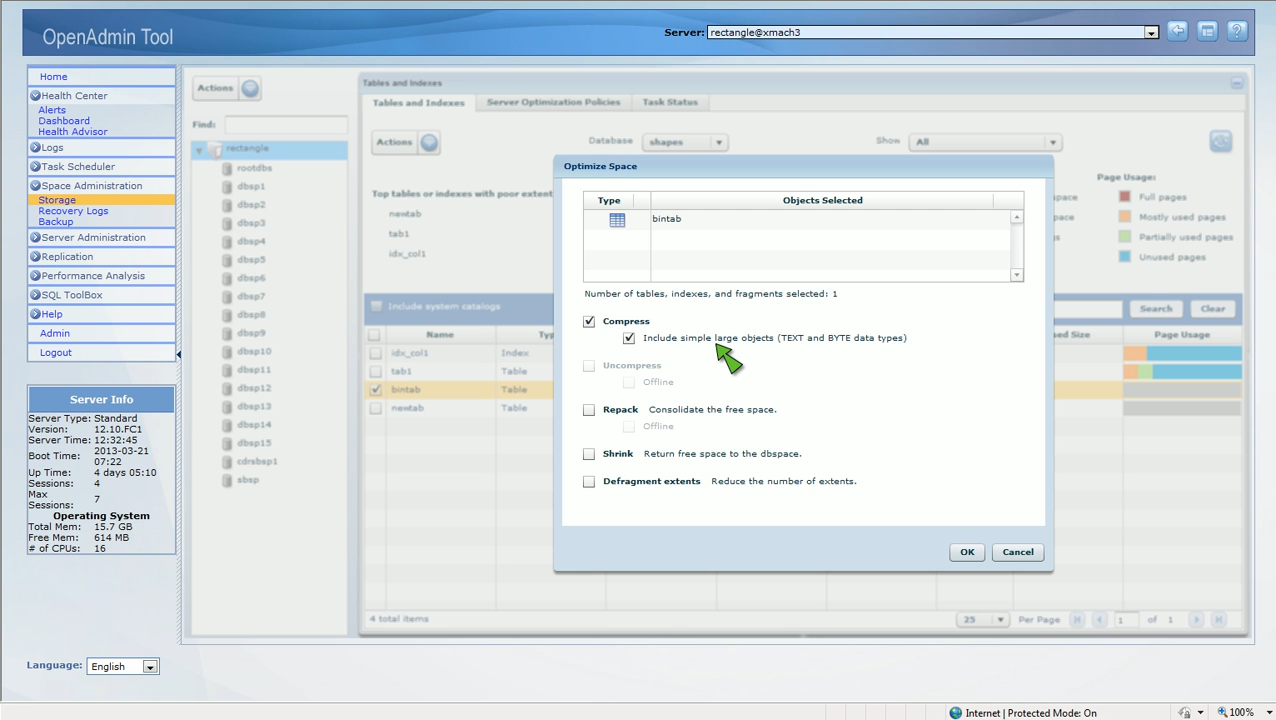 OpenAdmin Tool
Server: rectangle@xmach3
Home
Health Center
Alerts
Dashboard
Health Advisor
Logs
Task Scheduler
Space Administration
Storage
Recovery Logs
Backup
Server Administration
Replication
Performance Analysis
SQL ToolBox
Help
Admin
Logout
Server Info
Server Type: Standard
Version: 12.10.FC1
Server Time: 12:32:45
Boot Time: 2013-03-21 07:22
Up Time: 4 days 05:10
Sessions: 4
Max Sessions: 7
Operating System
Total Mem: 15.7 GB
Free Mem: 614 MB
# of CPUs: 16
Language: English
Actions
Find:
rectangle
rootdbs
dbsp1
dbsp2
dbsp3
dbsp4
dbsp5
dbsp6
dbsp7
dbsp8
dbsp9
dbsp10
dbsp11
dbsp12
dbsp13
dbsp14
dbsp15
cdrsbsp1
sbsp
Tables and Indexes
Tables and Indexes Server Optimization Policies Task Status
Actions Database shapes Show All
Top tables or indexes with poor extent
newtab
tab1
idx_col1
Page Usage:
pace Full pages
pace Mostly used pages
s Partially used pages
Unused pages
Include system catalogs Search Clear
Name Typ ed Size Page Usage
idx_col1 Index
tab1 Table
bintab Table
newtab Table
4 total items 25 Per Page 1 of 1
Optimize Space
Type Objects Selected
bintab
Number of tables, indexes, and fragments selected: 1
Compress
Include simple large objects (TEXT and BYTE data types)
Uncompress
Offline
Repack Consolidate the free space.
Offline
Shrink Return free space to the dbspace.
Defragment extents Reduce the number of extents.
OK Cancel
Internet | Protected Mode: On 100%